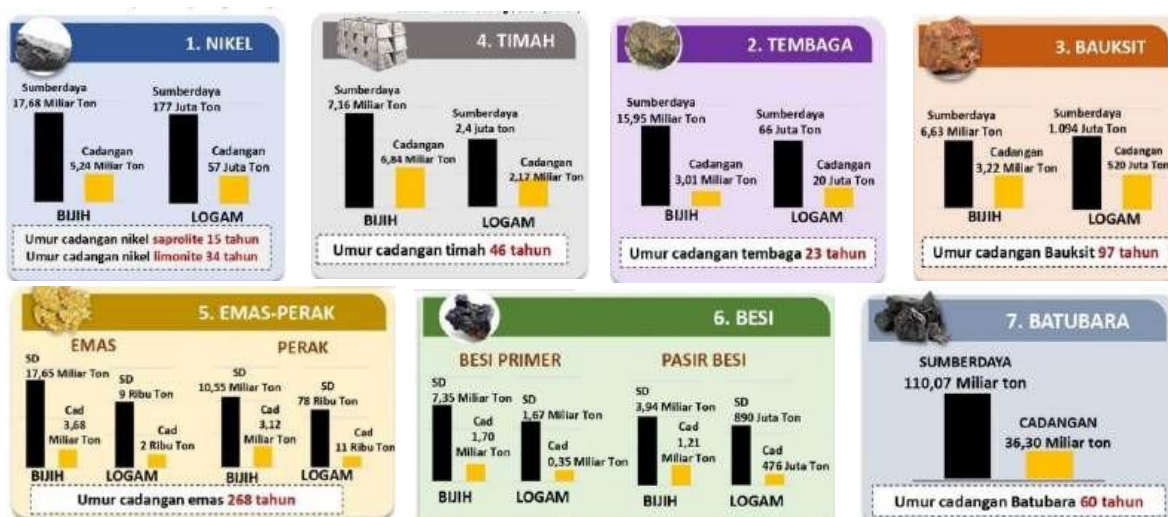 1. NIKEL
Sumberdaya
17,68 Miliar Ton
Cadangan
5,24 Miliar Ton
BIJIH
Sumberdaya
177 Juta Ton
Cadangan
57 Juta Ton
LOGAM
Umur cadangan nikel saprolite 15 tahun
Umur cadangan nikel limonite 34 tahun
4. TIMAH
Sumberdaya
7,16 Miliar Ton
Cadangan
6,84 Miliar Ton
BIJIH
Sumberdaya
2,4 juta ton
Cadangan
2,17 Miliar Ton
LOGAM
Umur cadangan timah 46 tahun
2. TEMBAGA
Sumberdaya
15,95 Miliar Ton
Cadangan
3,01 Miliar Ton
BIJIH
Sumberdaya
66 Juta Ton
Cadangan
20 Juta Ton
LOGAM
Umur cadangan tembaga 23 tahun
3. BAUKSIT
Sumberdaya
6,63 Miliar Ton
Cadangan
3,22 Miliar Ton
BIJIH
Sumberdaya
1.094 Juta Ton
Cadangan
520 Juta Ton
LOGAM
Umur cadangan Bauksit 97 tahun
5. EMAS-PERAK
EMAS
SD
17,65 Miliar Ton
Cad
3,68
Miliar Ton
BIJIH
SD
9 Ribu Ton
Cad
2 Ribu Ton
LOGAM
PERAK
SD
10,55 Miliar Ton
Cad
3,12
Miliar Ton
BIJIH
SD
78 Ribu Ton
Cad
11 Ribu Ton
LOGAM
Umur cadangan emas 268 tahun
6. BESI
BESI PRIMER
SD
7,35 Miliar Ton
Cad
1,70
Miliar Ton
BIJIH
SD
1,67 Miliar Ton
Cad
0,35 Miliar Ton
LOGAM
PASIR BESI
SD
3,94 Miliar Ton
Cad
1,21
Miliar Ton
BIJIH
SD
890 Juta Ton
Cad
476 Juta Ton
LOGAM
7. BATUBARA
SUMBERDAYA
110,07 Miliar ton
CADANGAN
36,30 Miliar ton
Umur cadangan Batubara 60 tahun